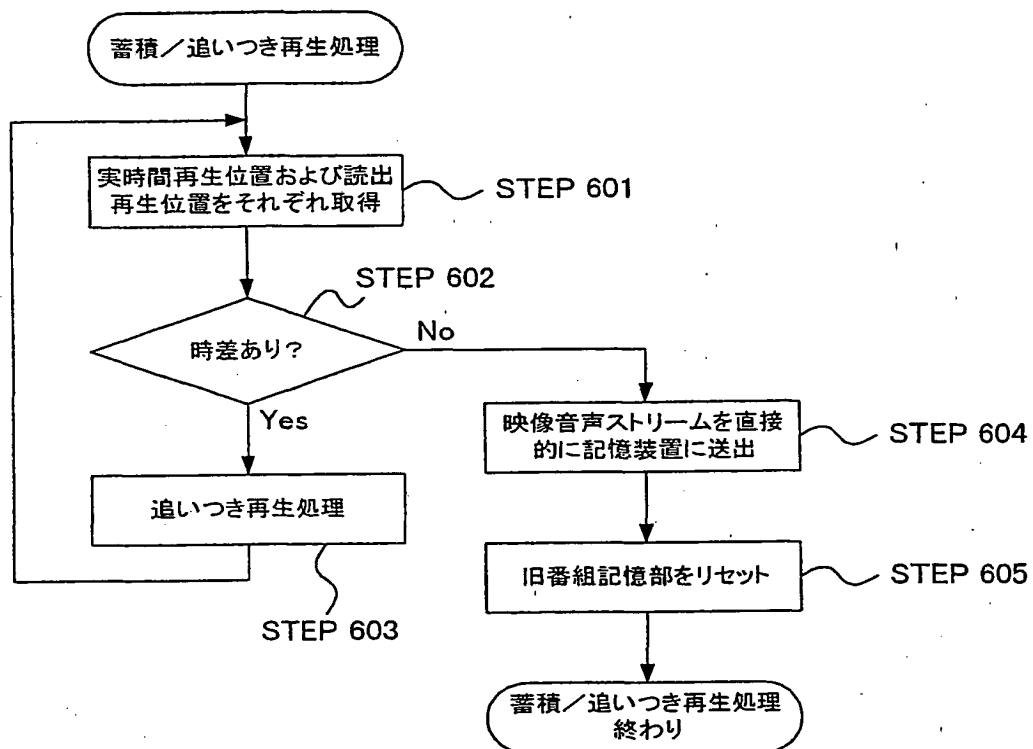 蓄積／追いつき再生処理
実時間再生位置および読出
再生位置をそれぞれ取得
STEP 601
STEP 602
時差あり？
No
Yes
追いつき再生処理
STEP 603
映像音声ストリームを直接
的に記憶装置に送出
STEP 604
旧番組記憶部をリセット
STEP 605
蓄積／追いつき再生処理
終わり